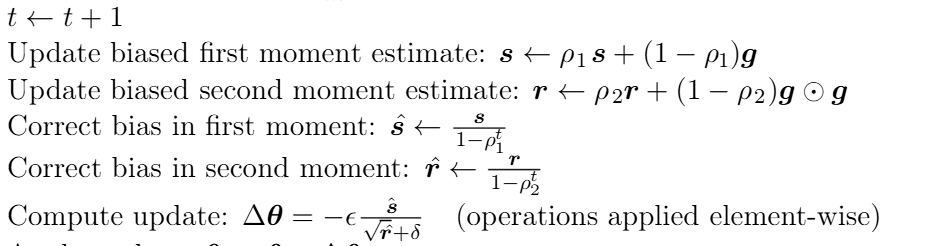 t ← t + 1
Update biased first moment estimate: s ← ρ₁s + (1 − ρ₁)g
Update biased second moment estimate: r ← ρ₂r + (1 − ρ₂)g ⊙ g
Correct bias in first moment: ŝ ← s / (1−ρ₁ᵗ)
Correct bias in second moment: r̂ ← r / (1−ρ₂ᵗ)
Compute update: Δθ = −ϵ ŝ / (√r̂+δ) (operations applied element-wise)